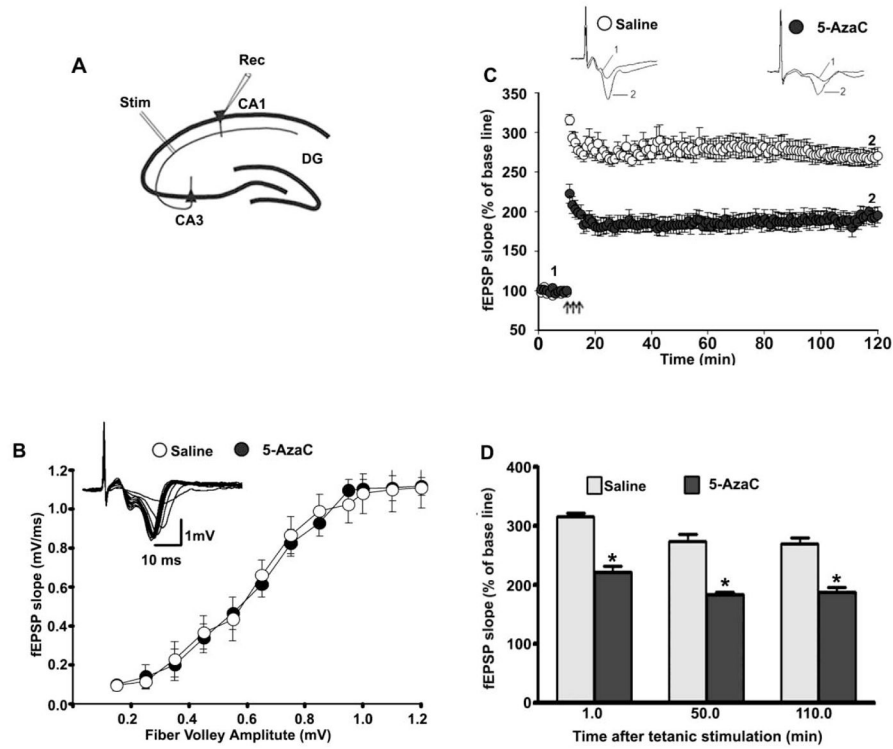 A
Rec
Stim
CA1
DG
CA3
C
Saline
5-AzaC
1
2
1
2
fEPSP slope (% of base line)
350
300
250
200
150
100
50
2
2
1
0
20
40
60
80
100
120
Time (min)
B
Saline
5-AzaC
fEPSP slope (mV/ms)
1.2
1.0
0.8
0.6
0.4
0.2
0.0
1mV
10 ms
0.2
0.4
0.6
0.8
1.0
1.2
Fiber Volley Amplitute (mV)
D
Saline
5-AzaC
fEPSP slope (% of base line)
400
300
200
100
0
*
*
*
1.0
50.0
110.0
Time after tetanic stimulation (min)